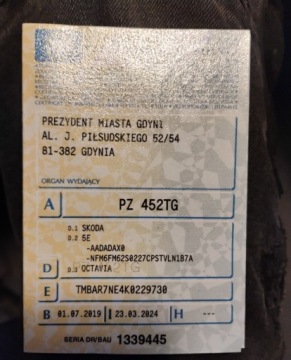 PREZYDENT MIASTA GDYNI
AL. J. PIŁSUDSKIEGO 52/54
81-382 GDYNIA
ORGAN WYDAJĄCY
A PZ 452TG
D.1 SKODA
D.2 5E
-AADADAX0
-NFM6FM62S0227CPSTVLN1B7A
D D.3 OCTAVIA
E TMBAR7NE4K0229730
B 01.07.2019 I 23.03.2024 H ---
SERIA DR/BAU 1339445